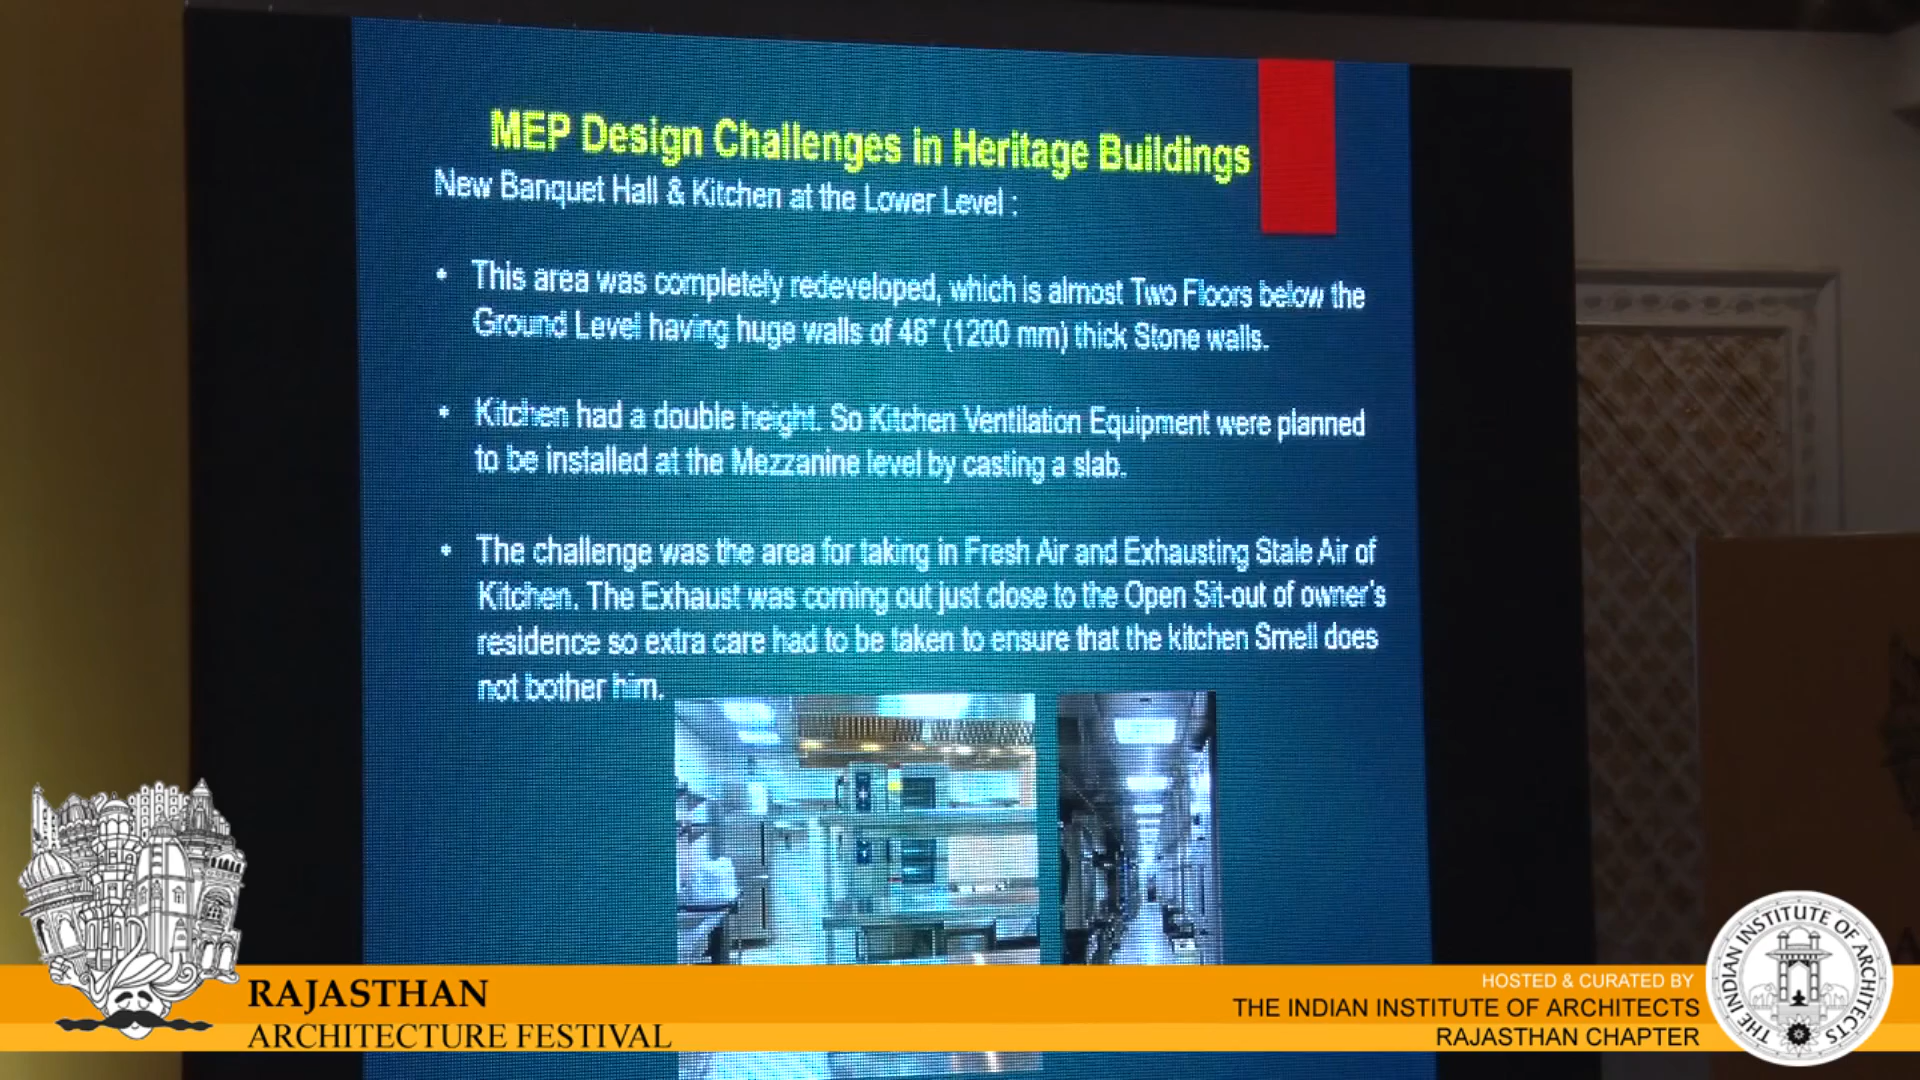 MEP Design Challenges in Heritage Buildings
New Banquet Hall & Kitchen at the Lower Level :
• This area was completely redeveloped, which is almost Two Floors below the
Ground Level having huge walls of 48" (1200 mm) thick Stone walls.
• Kitchen had a double height. So Kitchen Ventilation Equipment were planned
to be installed at the Mezzanine level by casting a slab.
• The challenge was the area for taking in Fresh Air and Exhausting Stale Air of
Kitchen. The Exhaust was coming out just close to the Open Sit-out of owner's
residence so extra care had to be taken to ensure that the kitchen Smell does
not bother him.
RAJASTHAN
ARCHITECTURE FESTIVAL
HOSTED & CURATED BY
THE INDIAN INSTITUTE OF ARCHITECTS
RAJASTHAN CHAPTER
THE INDIAN INSTITUTE OF ARCHITECTS